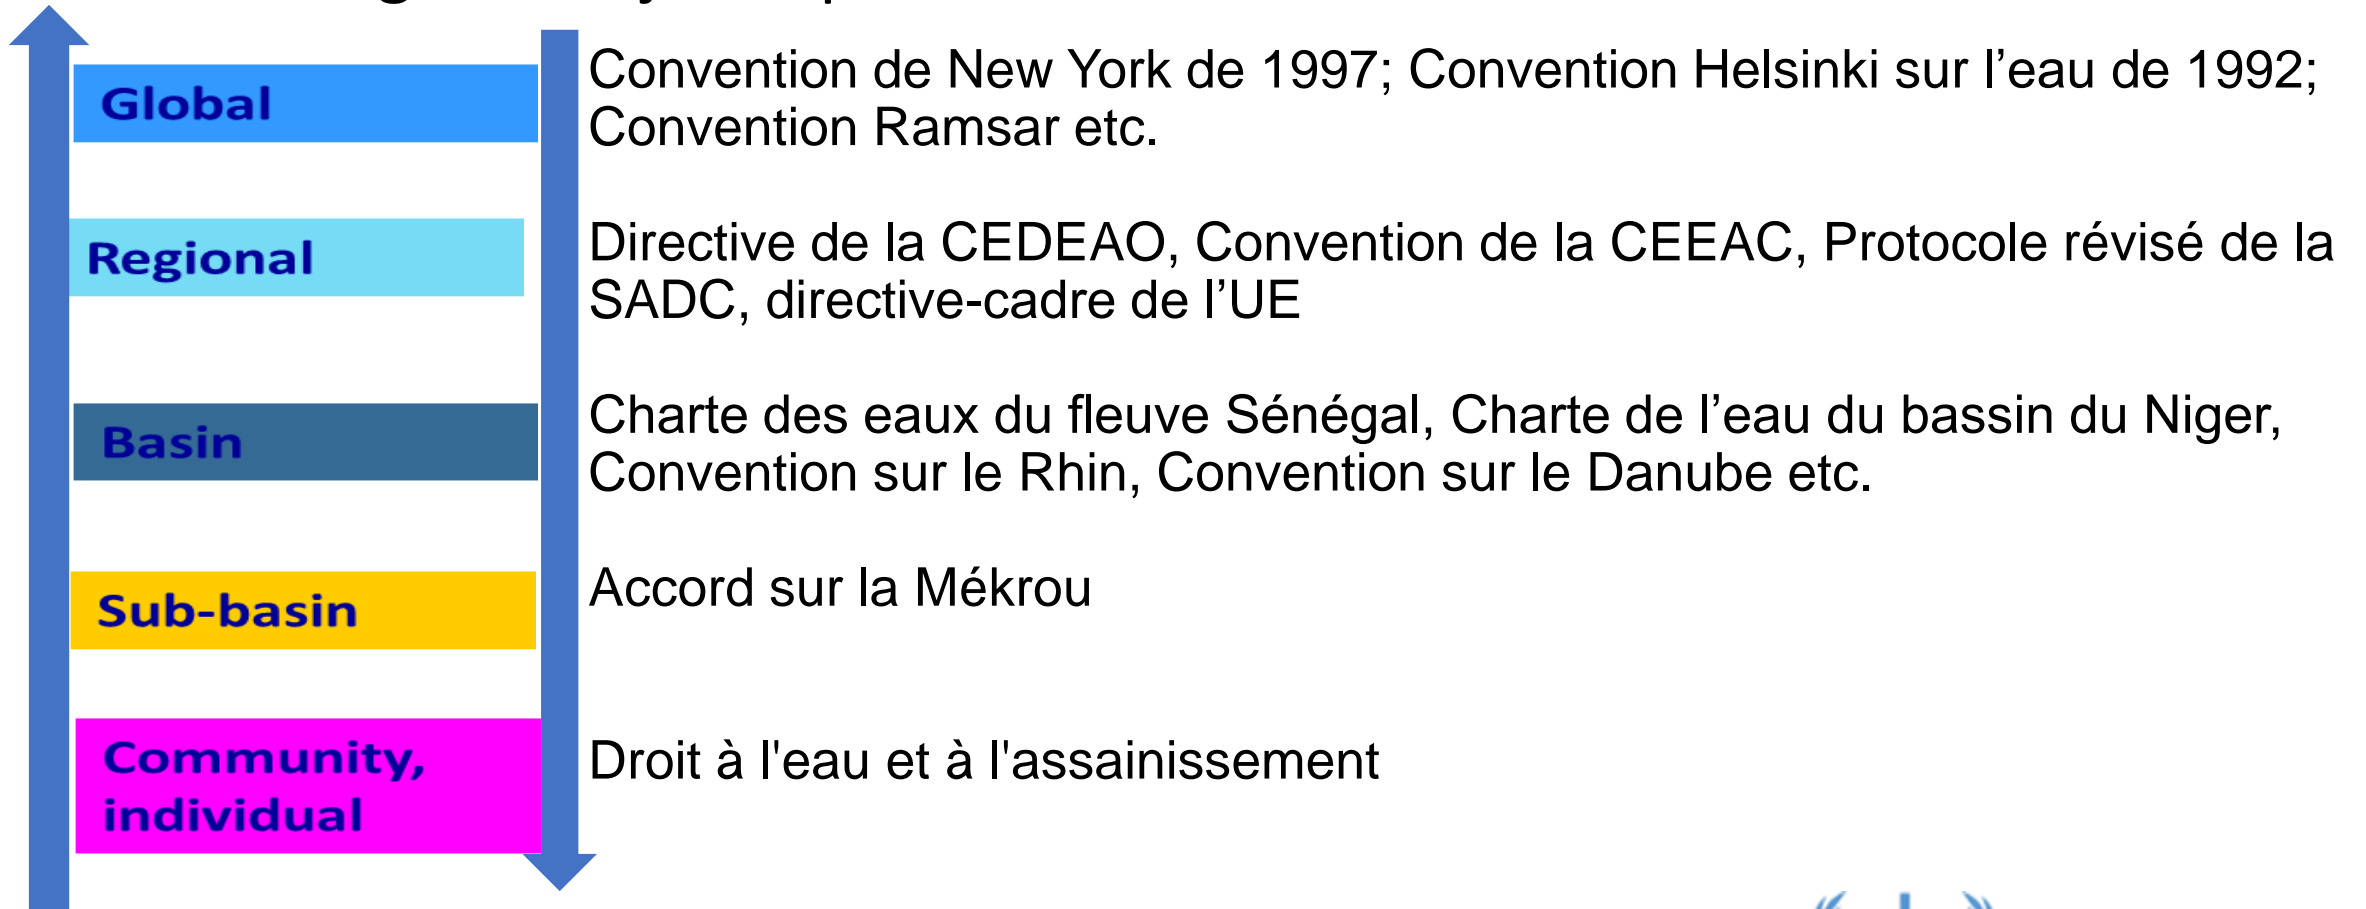 Global
Convention de New York de 1997; Convention Helsinki sur l’eau de 1992;
Convention Ramsar etc.
Regional
Directive de la CEDEAO, Convention de la CEEAC, Protocole révisé de la
SADC, directive-cadre de l’UE
Basin
Charte des eaux du fleuve Sénégal, Charte de l’eau du bassin du Niger,
Convention sur le Rhin, Convention sur le Danube etc.
Sub-basin
Accord sur la Mékrou
Community,
individual
Droit à l'eau et à l'assainissement